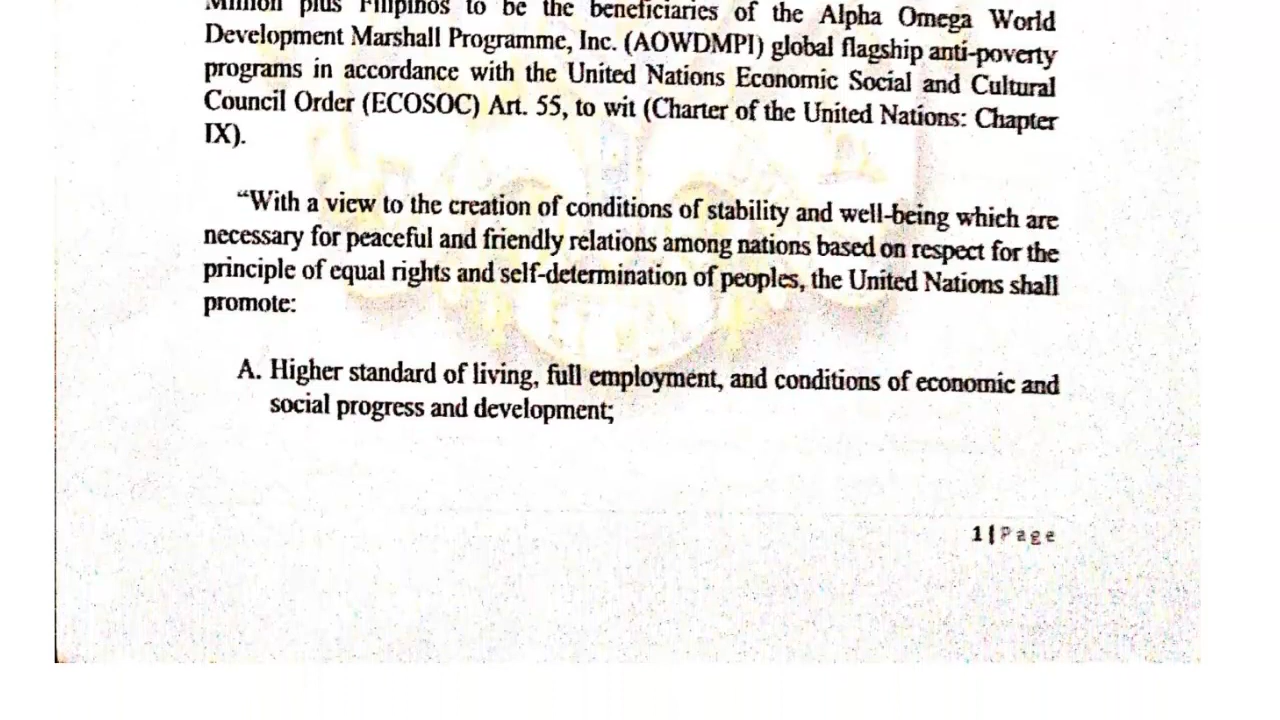 Million plus Filipinos to be the beneficiaries of the Alpha Omega World
Development Marshall Programme, Inc. (AOWDMPI) global flagship anti-poverty
programs in accordance with the United Nations Economic Social and Cultural
Council Order (ECOSOC) Art. 55, to wit (Charter of the United Nations: Chapter
IX).
“With a view to the creation of conditions of stability and well-being which are
necessary for peaceful and friendly relations among nations based on respect for the
principle of equal rights and self-determination of peoples, the United Nations shall
promote:
A. Higher standard of living, full employment, and conditions of economic and
social progress and development;
1|Page